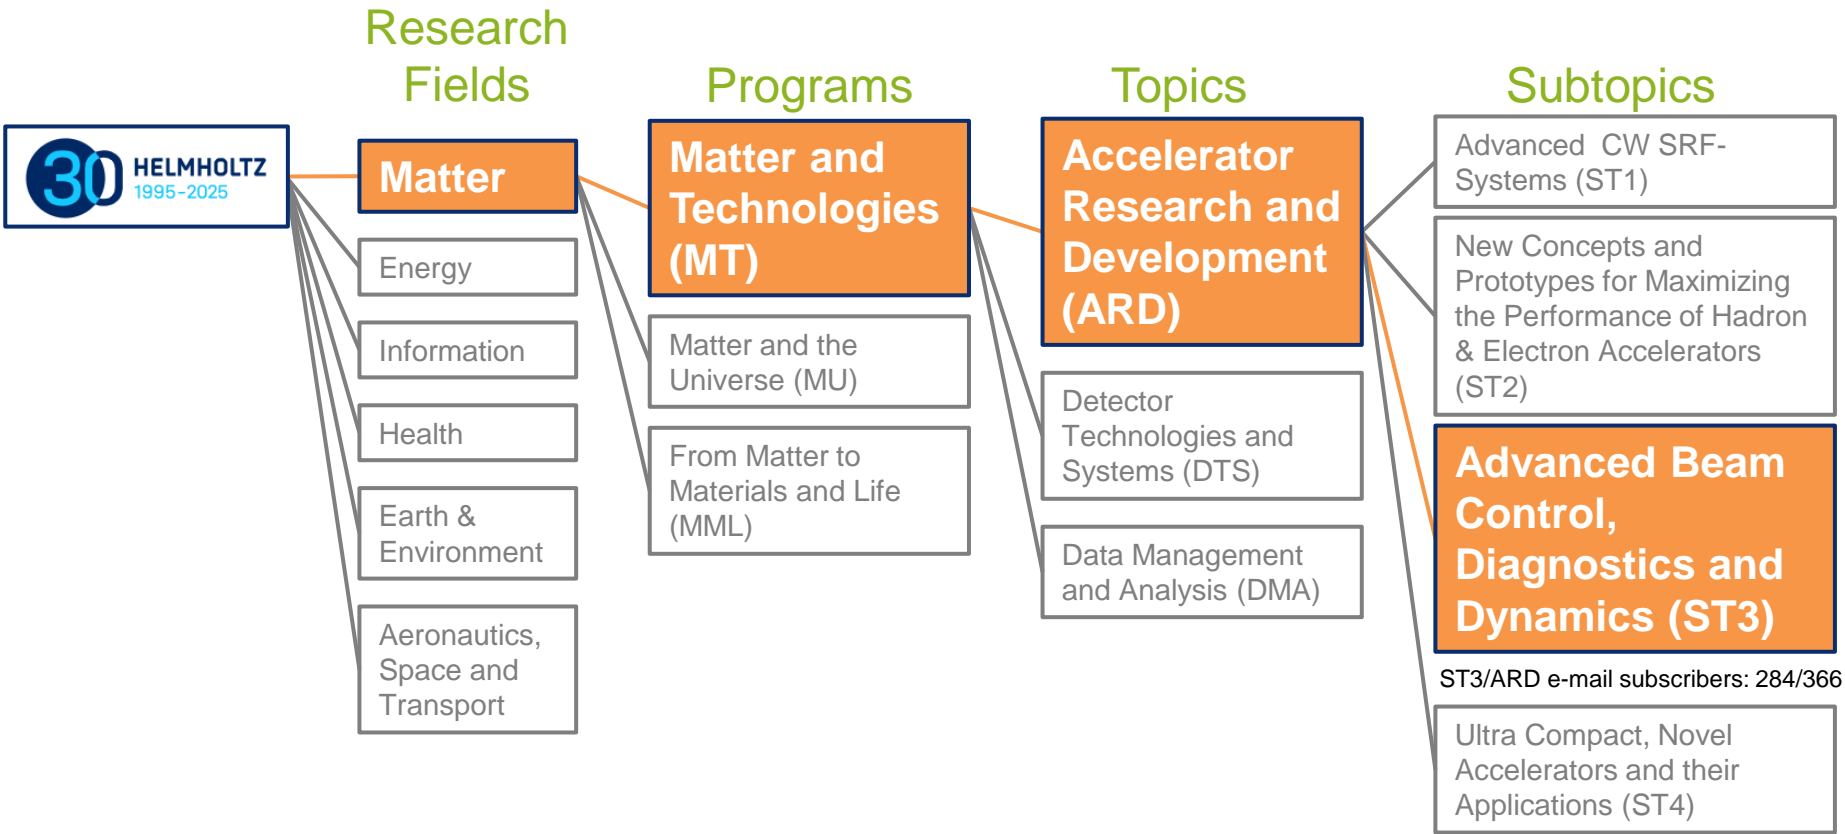 Research
Fields
Programs
Topics
Subtopics
30 HELMHOLTZ
1995-2025
Matter
Energy
Information
Health
Earth &
Environment
Aeronautics,
Space and
Transport
Matter and
Technologies
(MT)
Matter and the
Universe (MU)
From Matter to
Materials and Life
(MML)
Accelerator
Research and
Development
(ARD)
Detector
Technologies and
Systems (DTS)
Data Management
and Analysis (DMA)
Advanced CW SRF-
Systems (ST1)
New Concepts and
Prototypes for Maximizing
the Performance of Hadron
& Electron Accelerators
(ST2)
Advanced Beam
Control,
Diagnostics and
Dynamics (ST3)
ST3/ARD e-mail subscribers: 284/366
Ultra Compact, Novel
Accelerators and their
Applications (ST4)